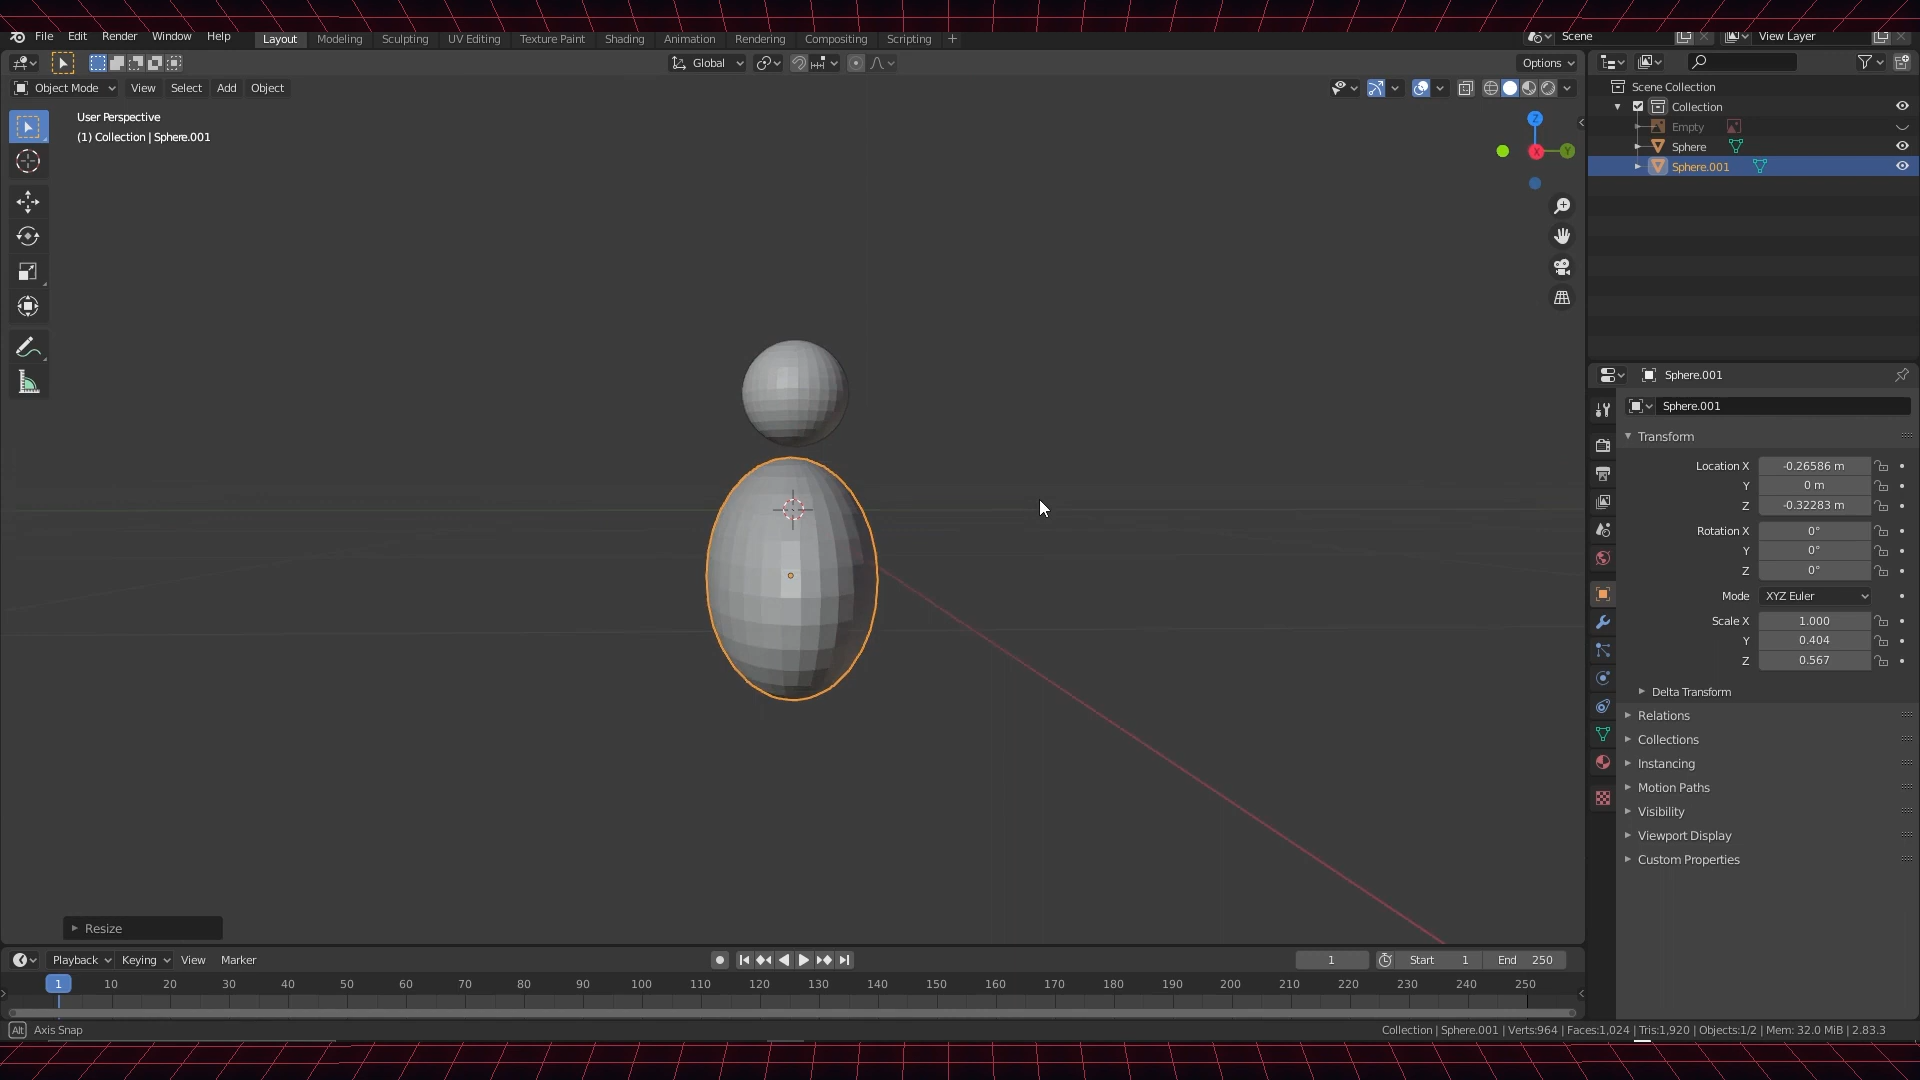 File Edit Render Window Help Layout Modeling Sculpting UV Editing Texture Paint Shading Animation Rendering Compositing Scripting + Scene View Layer
Global Options
Object Mode View Select Add Object
User Perspective
(1) Collection | Sphere.001
Z
X
Y
Scene Collection
Collection
Empty
Sphere
Sphere.001
Sphere.001
Sphere.001
Transform
Location X -0.26586 m
Y 0 m
Z -0.32283 m
Rotation X 0°
Y 0°
Z 0°
Mode XYZ Euler
Scale X 1.000
Y 0.404
Z 0.567
Delta Transform
Relations
Collections
Instancing
Motion Paths
Visibility
Viewport Display
Custom Properties
Resize
Playback Keying View Marker 1 Start 1 End 250
1 10 20 30 40 50 60 70 80 90 100 110 120 130 140 150 160 170 180 190 200 210 220 230 240 250
Alt Axis Snap Collection | Sphere.001 | Verts:964 | Faces:1,024 | Tris:1,920 | Objects:1/2 | Mem: 32.0 MiB | 2.83.3